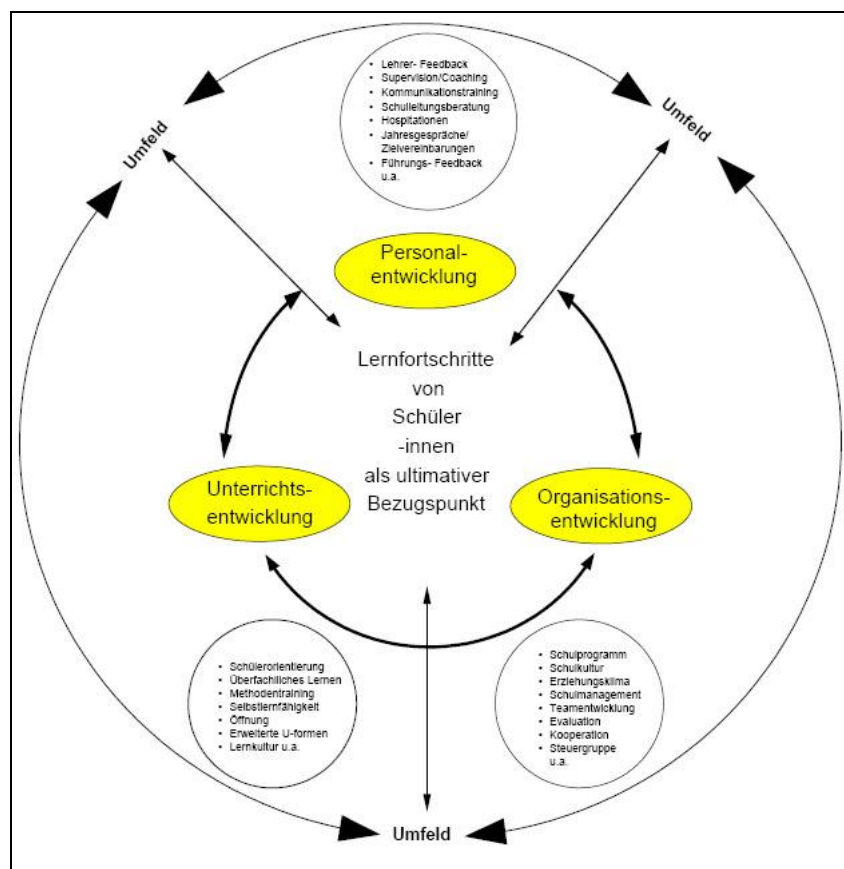 • Lehrer- Feedback
• Supervision/Coaching
• Kommunikationstraining
• Schulleitungsberatung
• Hospitationen
• Jahresgespräche/
Zielvereinbarungen
• Führungs- Feedback
u.a.
Umfeld
Umfeld
Personal-
entwicklung
Lernfortschritte
von
Schüler
-innen
als ultimativer
Bezugspunkt
Unterrichts-
entwicklung
Organisations-
entwicklung
• Schülerorientierung
• Überfachliches Lernen
• Methodentraining
• Selbstlernfähigkeit
• Öffnung
• Erweiterte U-formen
• Lernkultur u.a.
• Schulprogramm
• Schulkultur
• Erziehungsklima
• Schulmanagement
• Teamentwicklung
• Evaluation
• Kooperation
• Steuergruppe
u.a.
Umfeld